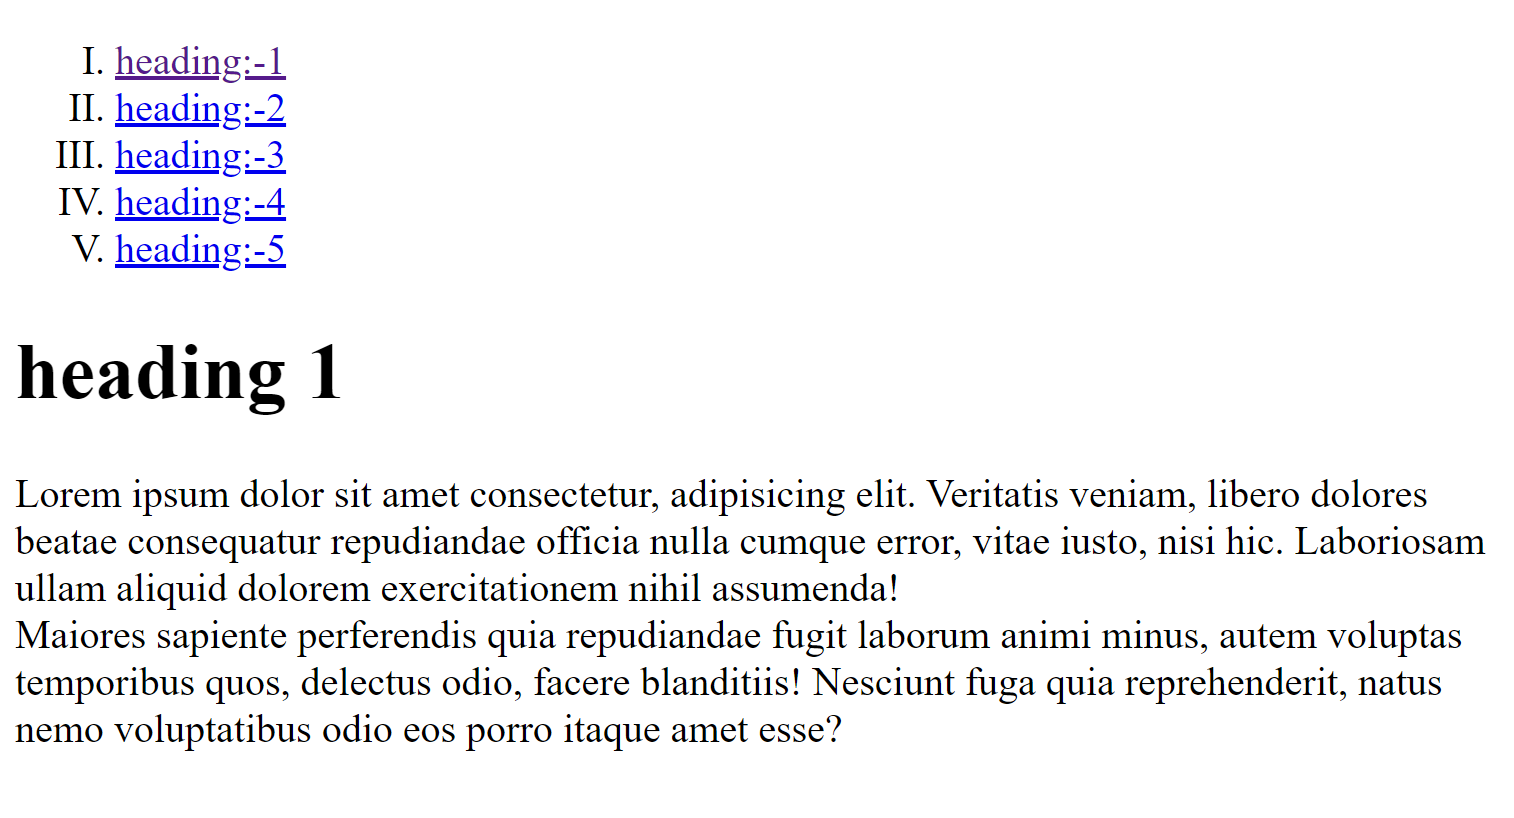 I. heading:-1
II. heading:-2
III. heading:-3
IV. heading:-4
V. heading:-5
heading 1
Lorem ipsum dolor sit amet consectetur, adipisicing elit. Veritatis veniam, libero dolores
beatae consequatur repudiandae officia nulla cumque error, vitae iusto, nisi hic. Laboriosam
ullam aliquid dolorem exercitationem nihil assumenda!
Maiores sapiente perferendis quia repudiandae fugit laborum animi minus, autem voluptas
temporibus quos, delectus odio, facere blanditiis! Nesciunt fuga quia reprehenderit, natus
nemo voluptatibus odio eos porro itaque amet esse?